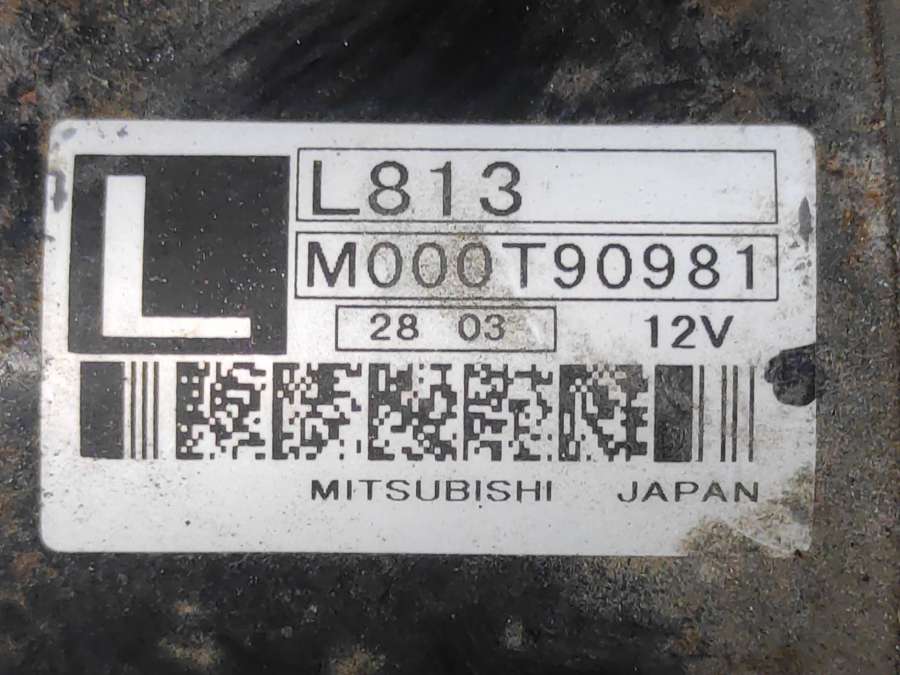 L
L813
M000T90981
28 03
12V
MITSUBISHI JAPAN